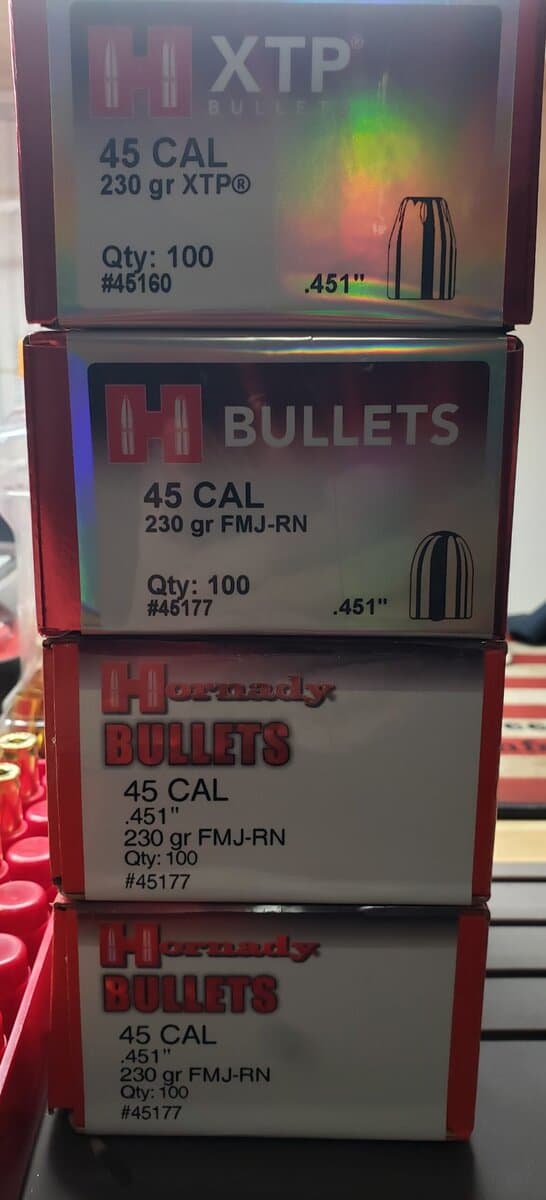 H XTP®
BULLETS
45 CAL
230 gr XTP®
Qty: 100
#45160
.451"
H BULLETS
45 CAL
230 gr FMJ-RN
Qty: 100
#45177
.451"
Hornady
BULLETS
45 CAL
.451"
230 gr FMJ-RN
Qty: 100
#45177
Hornady
BULLETS
45 CAL
.451"
230 gr FMJ-RN
Qty: 100
#45177